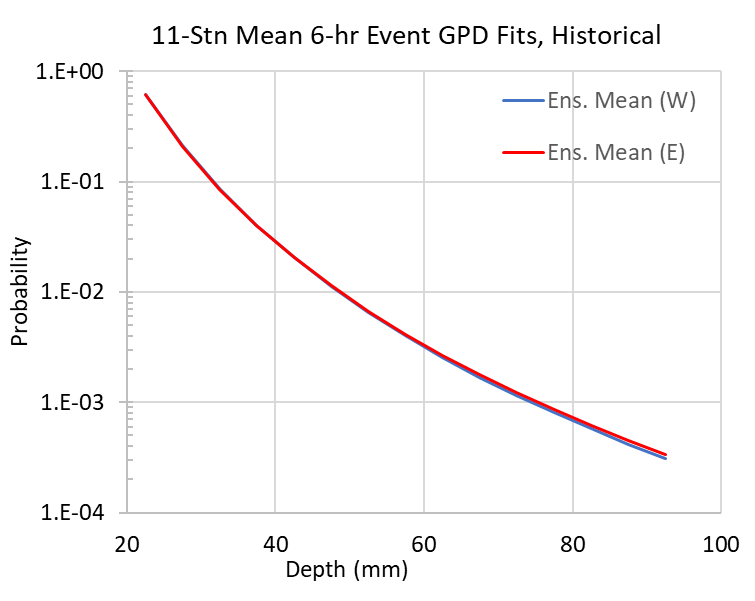 11-Stn Mean 6-hr Event GPD Fits, Historical
1.E+00
Ens. Mean (W)
Ens. Mean (E)
1.E-01
1.E-02
1.E-03
1.E-04
Probability
20 40 60 80 100
Depth (mm)